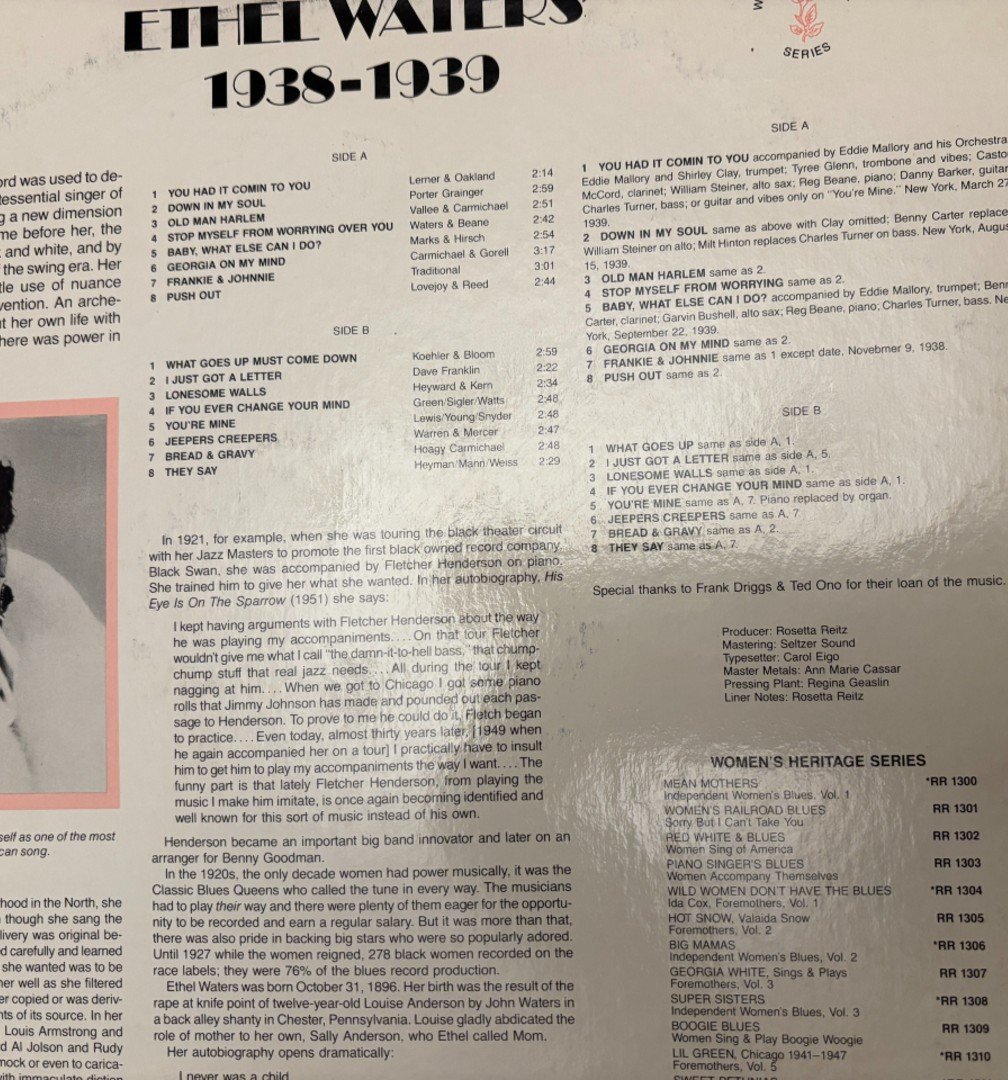 ETHEL WATERS
1938-1939
SERIES
SIDE A
1 YOU HAD IT COMIN TO YOU Lerner & Oakland 2:14
2 DOWN IN MY SOUL Porter Grainger 2:59
3 OLD MAN HARLEM Vallee & Carmichael 2:51
4 STOP MYSELF FROM WORRYING OVER YOU Waters & Beane 2:42
5 BABY, WHAT ELSE CAN I DO? Marks & Hirsch 2:54
6 GEORGIA ON MY MIND Carmichael & Gorell 3:17
7 FRANKIE & JOHNNIE Traditional 3:01
8 PUSH OUT Lovejoy & Reed 2:44
SIDE B
1 WHAT GOES UP MUST COME DOWN Koehler & Bloom 2:59
2 I JUST GOT A LETTER Dave Franklin 2:22
3 LONESOME WALLS Heyward & Kern 2:34
4 IF YOU EVER CHANGE YOUR MIND Green/Sigler/Watts 2:48
5 YOU'RE MINE Lewis/Young/Snyder 2:48
6 JEEPERS CREEPERS Warren & Mercer 2:47
7 BREAD & GRAVY Hoagy Carmichael 2:48
8 THEY SAY Heyman/Mann/Weiss 2:29
SIDE A
1 YOU HAD IT COMIN TO YOU accompanied by Eddie Mallory and his Orchestra
Eddie Mallory and Shirley Clay, trumpet; Tyree Glenn, trombone and vibes; Casto
McCord, clarinet; William Steiner, alto sax; Reg Beane, piano; Danny Barker, guitar
Charles Turner, bass; or guitar and vibes only on "You're Mine." New York, March 27
1939.
2 DOWN IN MY SOUL same as above with Clay omitted; Benny Carter replace
William Steiner on alto; Milt Hinton replaces Charles Turner on bass. New York, Augus
15, 1939.
3 OLD MAN HARLEM same as 2.
4 STOP MYSELF FROM WORRYING same as 2.
5 BABY, WHAT ELSE CAN I DO? accompanied by Eddie Mallory, trumpet; Benn
Carter, clarinet; Garvin Bushell, alto sax; Reg Beane, piano; Charles Turner, bass. Ne
York, September 22, 1939.
6 GEORGIA ON MY MIND same as 2.
7 FRANKIE & JOHNNIE same as 1 except date, Novebmer 9, 1938.
8 PUSH OUT same as 2.
SIDE B
1 WHAT GOES UP same as side A, 1.
2 I JUST GOT A LETTER same as side A, 5.
3 LONESOME WALLS same as side A, 1.
4 IF YOU EVER CHANGE YOUR MIND same as side A, 1.
5 YOU'RE MINE same as A, 7. Piano replaced by organ.
6 JEEPERS CREEPERS same as A, 7
7 BREAD & GRAVY same as A, 2.
8 THEY SAY same as A, 7.
Special thanks to Frank Driggs & Ted Ono for their loan of the music.
Producer: Rosetta Reitz
Mastering: Seltzer Sound
Typesetter: Carol Eigo
Master Metals: Ann Marie Cassar
Pressing Plant: Regina Geaslin
Liner Notes: Rosetta Reitz
WOMEN'S HERITAGE SERIES
MEAN MOTHERS *RR 1300
Independent Women's Blues, Vol. 1
WOMEN'S RAILROAD BLUES RR 1301
Sorry But I Can't Take You
RED WHITE & BLUES RR 1302
Women Sing of America
PIANO SINGER'S BLUES RR 1303
Women Accompany Themselves
WILD WOMEN DON'T HAVE THE BLUES *RR 1304
Ida Cox, Foremothers, Vol. 1
HOT SNOW, Valaida Snow RR 1305
Foremothers, Vol. 2
BIG MAMAS *RR 1306
Independent Women's Blues, Vol. 2
GEORGIA WHITE, Sings & Plays RR 1307
Foremothers, Vol. 3
SUPER SISTERS *RR 1308
Independent Women's Blues, Vol. 3
BOOGIE BLUES RR 1309
Women Sing & Play Boogie Woogie
LIL GREEN, Chicago 1941-1947 *RR 1310
Foremothers, Vol. 5
In 1921, for example, when she was touring the black theater circuit
with her Jazz Masters to promote the first black owned record company,
Black Swan, she was accompanied by Fletcher Henderson on piano.
She trained him to give her what she wanted. In her autobiography, His
Eye Is On The Sparrow (1951) she says:
I kept having arguments with Fletcher Henderson about the way
he was playing my accompaniments....On that tour Fletcher
wouldn't give me what I call "the damn-it-to-hell bass," that chump-
chump stuff that real jazz needs....All during the tour I kept
nagging at him....When we got to Chicago I got some piano
rolls that Jimmy Johnson has made and pounded out each pas-
sage to Henderson. To prove to me he could do it, Fletch began
to practice....Even today, almost thirty years later, [1949 when
he again accompanied her on a tour] I practically have to insult
him to get him to play my accompaniments the way I want....The
funny part is that lately Fletcher Henderson, from playing the
music I make him imitate, is once again becoming identified and
well known for this sort of music instead of his own.
Henderson became an important big band innovator and later on an
arranger for Benny Goodman.
In the 1920s, the only decade women had power musically, it was the
Classic Blues Queens who called the tune in every way. The musicians
had to play their way and there were plenty of them eager for the opportu-
nity to be recorded and earn a regular salary. But it was more than that,
there was also pride in backing big stars who were so popularly adored.
Until 1927 while the women reigned, 278 black women recorded on the
race labels; they were 76% of the blues record production.
Ethel Waters was born October 31, 1896. Her birth was the result of the
rape at knife point of twelve-year-old Louise Anderson by John Waters in
a back alley shanty in Chester, Pennsylvania. Louise gladly abdicated the
role of mother to her own, Sally Anderson, who Ethel called Mom.
Her autobiography opens dramatically:
I never was a child.
ord was used to de-
tessential singer of
g a new dimension
me before her, the
and white, and by
the swing era. Her
tle use of nuance
vention. An arche-
t her own life with
here was power in
self as one of the most
can song.
hood in the North, she
though she sang the
livery was original be-
d carefully and learned
she wanted was to be
her well as she filtered
er copied or was deriv-
nts of its source. In her
Louis Armstrong and
d Al Jolson and Rudy
mock or even to carica-
with immaculate diction